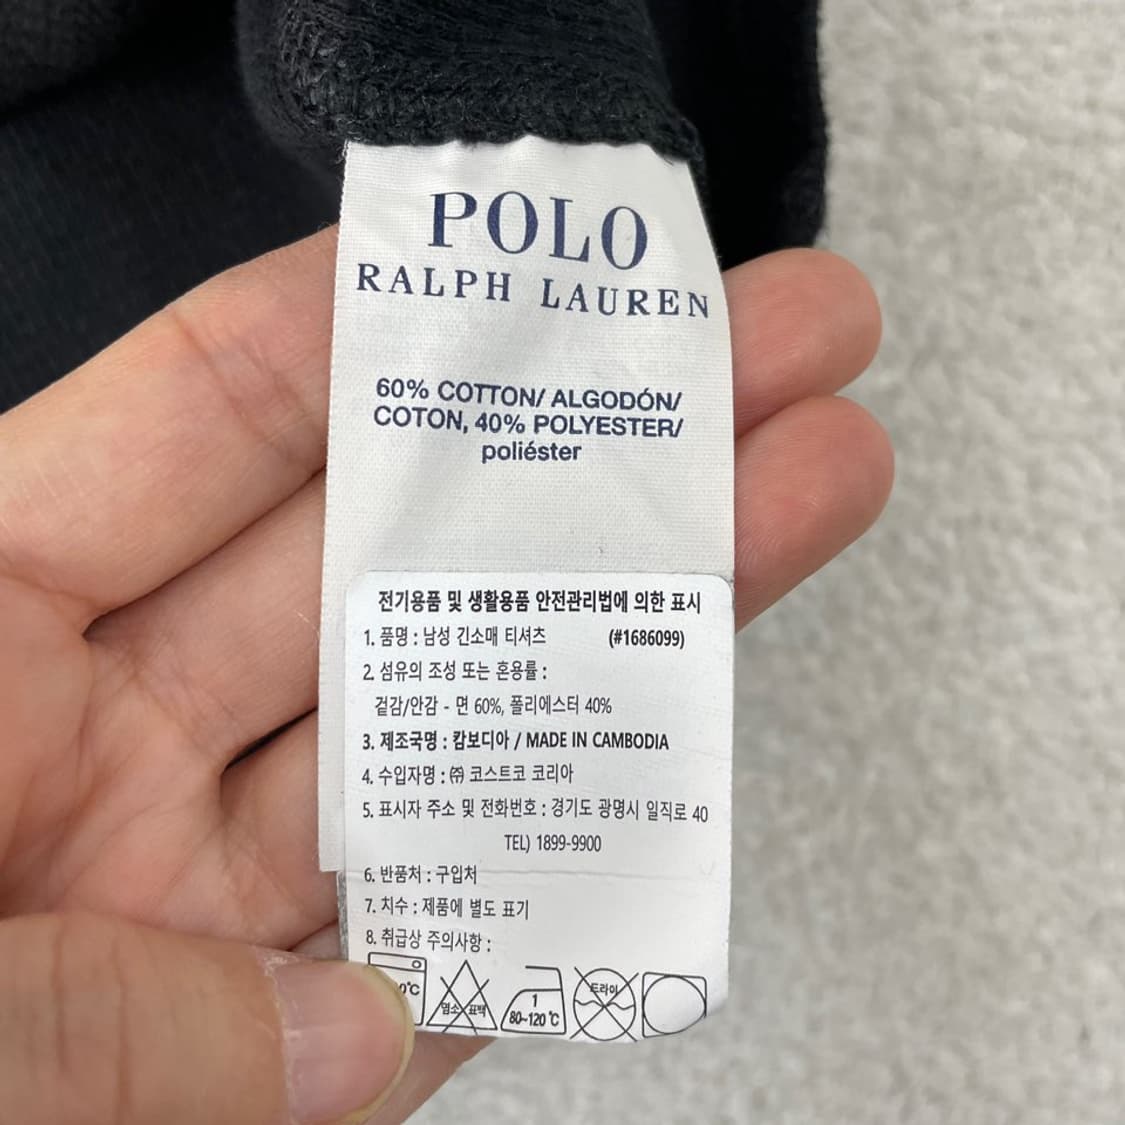 POLO
RALPH LAUREN
60% COTTON/ ALGODÓN/
COTON, 40% POLYESTER/
poliéster
전기용품 및 생활용품 안전관리법에 의한 표시
1. 품명 : 남성 긴소매 티셔츠 (#1686099)
2. 섬유의 조성 또는 혼용률 :
겉감/안감 - 면 60%, 폴리에스터 40%
3. 제조국명 : 캄보디아 / MADE IN CAMBODIA
4. 수입자명 : ㈜ 코스트코 코리아
5. 표시자 주소 및 전화번호 : 경기도 광명시 일직로 40
TEL) 1899-9900
6. 반품처 : 구입처
7. 치수 : 제품에 별도 표기
8. 취급상 주의사항 :
염소 표백
1
80~120 ℃
드라이